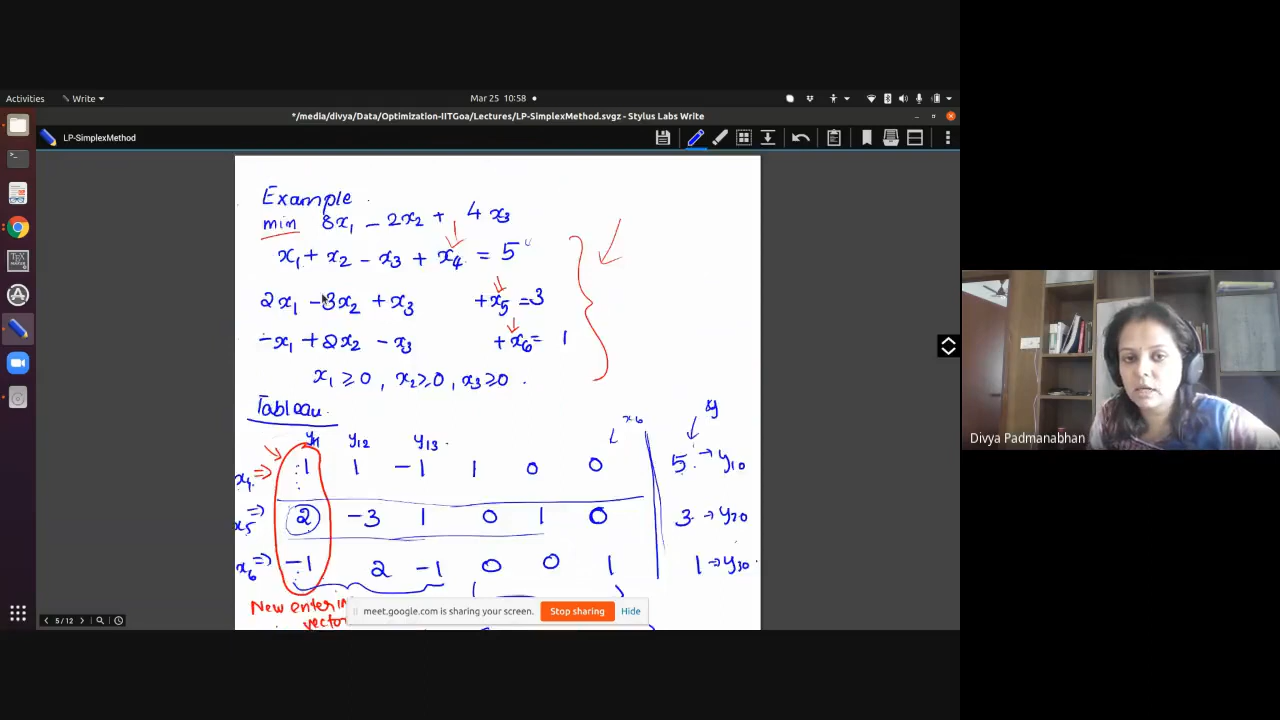 Activities Write Mar 25 10:58
*/media/divya/Data/Optimization-IITGoa/Lectures/LP-SimplexMethod.svgz - Stylus Labs Write
LP-SimplexMethod
Example
min 8x₁ - 2x₂ + 4x₃
x₁ + x₂ - x₃ + x₄ = 5
2x₁ - 3x₂ + x₃ + x₅ = 3
-x₁ + 2x₂ - x₃ + x₆ = 1
x₁ ≥ 0, x₂ ≥ 0, x₃ ≥ 0.
Tableau
y₁₁ y₁₂ y₁₃ x₆
x₄ ⇒ 1 1 -1 1 0 0 5 → y₁₀
x₅ ⇒ 2 -3 1 0 1 0 3 → y₂₀
x₆ ⇒ -1 2 -1 0 0 1 1 → y₃₀
New enterin
vector
meet.google.com is sharing your screen. Stop sharing Hide
5/12
TEX
Divya Padmanabhan